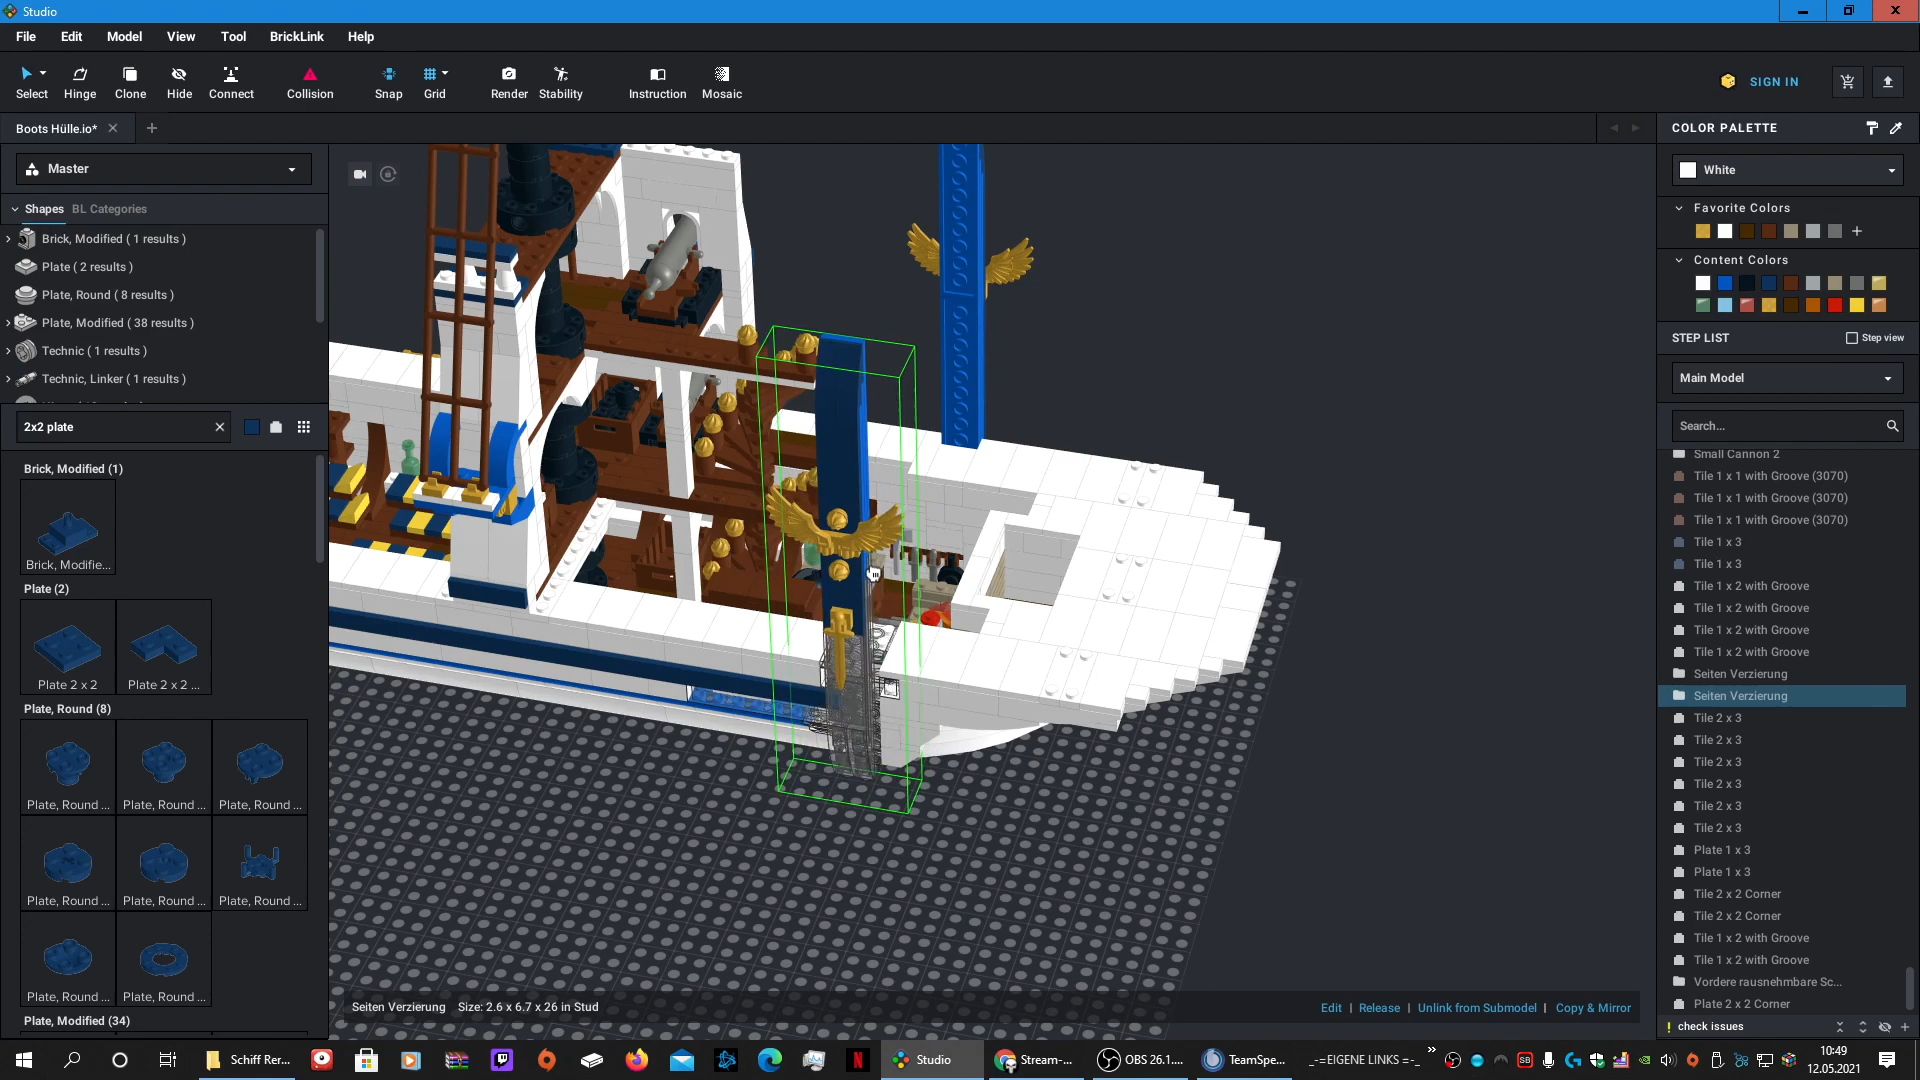 Studio
File Edit Model View Tool BrickLink Help
Select Hinge Clone Hide Connect Collision Snap Grid Render Stability Instruction Mosaic
SIGN IN
Boots Hülle.io*
Master
Shapes BL Categories
Brick, Modified ( 1 results )
Plate ( 2 results )
Plate, Round ( 8 results )
Plate, Modified ( 38 results )
Technic ( 1 results )
Technic, Linker ( 1 results )
2x2 plate
Brick, Modified (1)
Brick, Modifie...
Plate (2)
Plate 2 x 2 Plate 2 x 2 ...
Plate, Round (8)
Plate, Round ... Plate, Round ... Plate, Round ...
Plate, Round ... Plate, Round ... Plate, Round ...
Plate, Round ... Plate, Round ...
Plate, Modified (34)
Seiten Verzierung Size: 2.6 x 6.7 x 26 in Stud
Edit | Release | Unlink from Submodel | Copy & Mirror
COLOR PALETTE
White
Favorite Colors
Content Colors
STEP LIST
Step view
Main Model
Search...
Small Cannon 2
Tile 1 x 1 with Groove (3070)
Tile 1 x 1 with Groove (3070)
Tile 1 x 1 with Groove (3070)
Tile 1 x 3
Tile 1 x 3
Tile 1 x 2 with Groove
Tile 1 x 2 with Groove
Tile 1 x 2 with Groove
Tile 1 x 2 with Groove
Seiten Verzierung
Seiten Verzierung
Tile 2 x 3
Tile 2 x 3
Tile 2 x 3
Tile 2 x 3
Tile 2 x 3
Tile 2 x 3
Plate 1 x 3
Plate 1 x 3
Tile 2 x 2 Corner
Tile 2 x 2 Corner
Tile 1 x 2 with Groove
Tile 1 x 2 with Groove
Vordere rausnehmbare Sc...
Plate 2 x 2 Corner
! check issues
Schiff Rer...
Studio
Stream-...
OBS 26.1....
TeamSpe...
_-=EIGENE LINKS =-_
10:49
12.05.2021